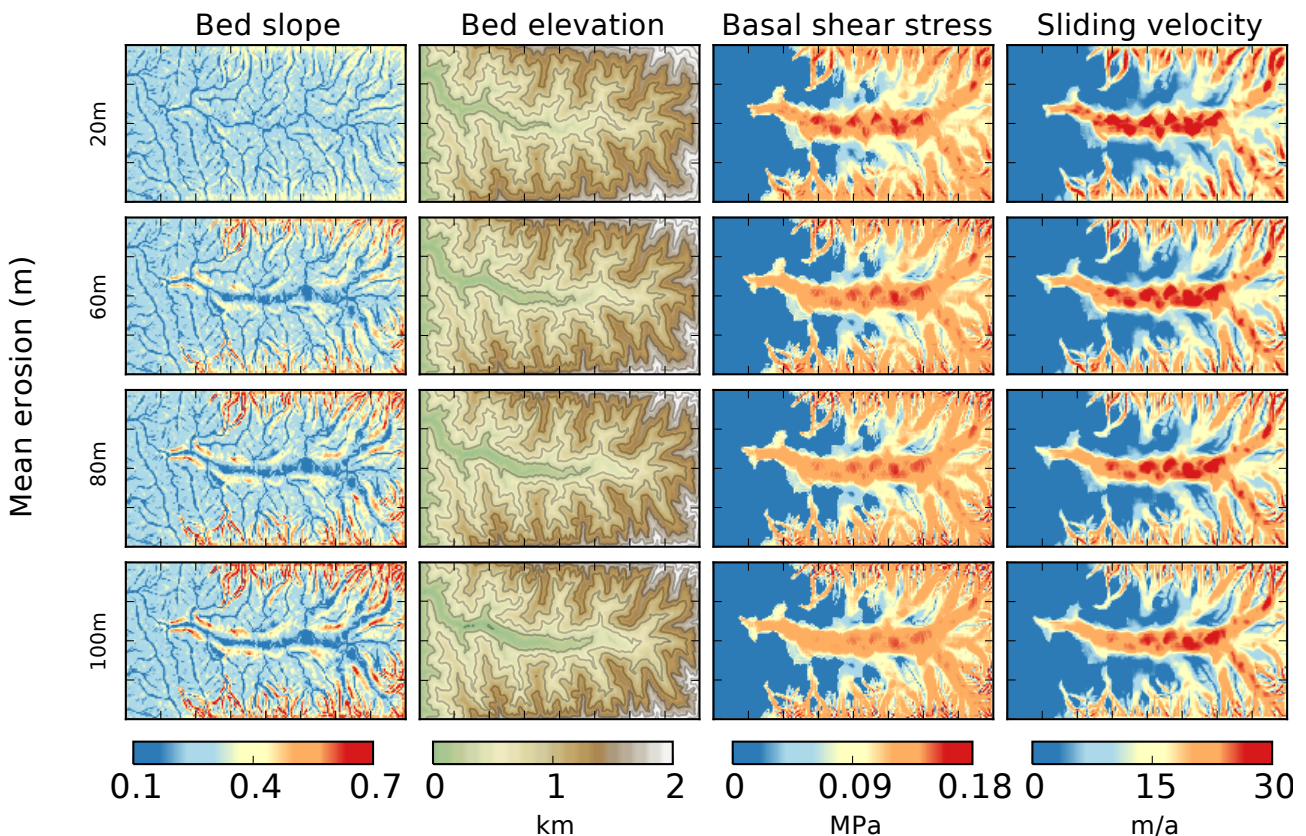 Bed slope
Bed elevation
Basal shear stress
Sliding velocity
Mean erosion (m)
20m
60m
80m
100m
0.1 0.4 0.7
0 1 2
km
0 0.09 0.18
MPa
0 15 30
m/a